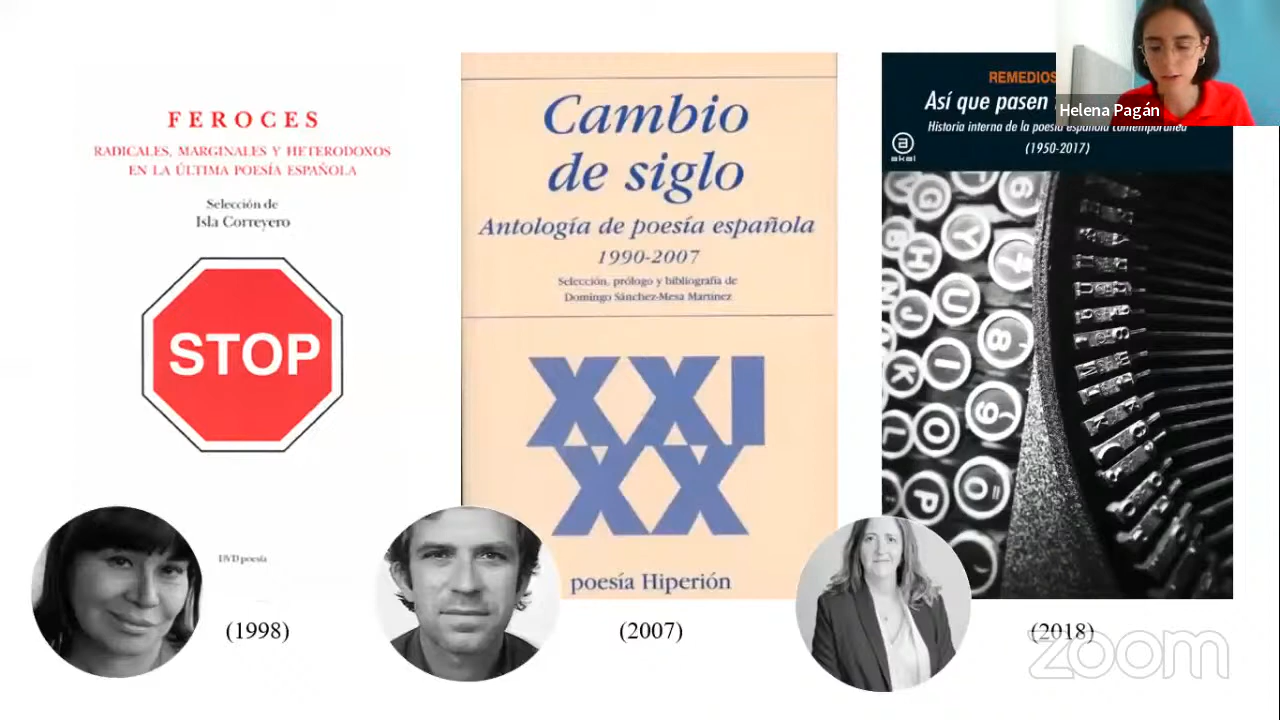 FEROCES
RADICALES, MARGINALES Y HETERODOXOS
EN LA ÚLTIMA POESÍA ESPAÑOLA
Selección de
Isla Correyero
STOP
DVD poesía
(1998)
Cambio
de siglo
Antología de poesía española
1990-2007
Selección, prólogo y bibliografía de
Domingo Sánchez-Mesa Martínez
XXI
XX
poesía Hiperión
(2007)
REMEDIOS
Así que pasen
Historia interna de la poesía española contemporánea
(1950-2017)
a
akal
(2018)
Helena Pagán
zoom